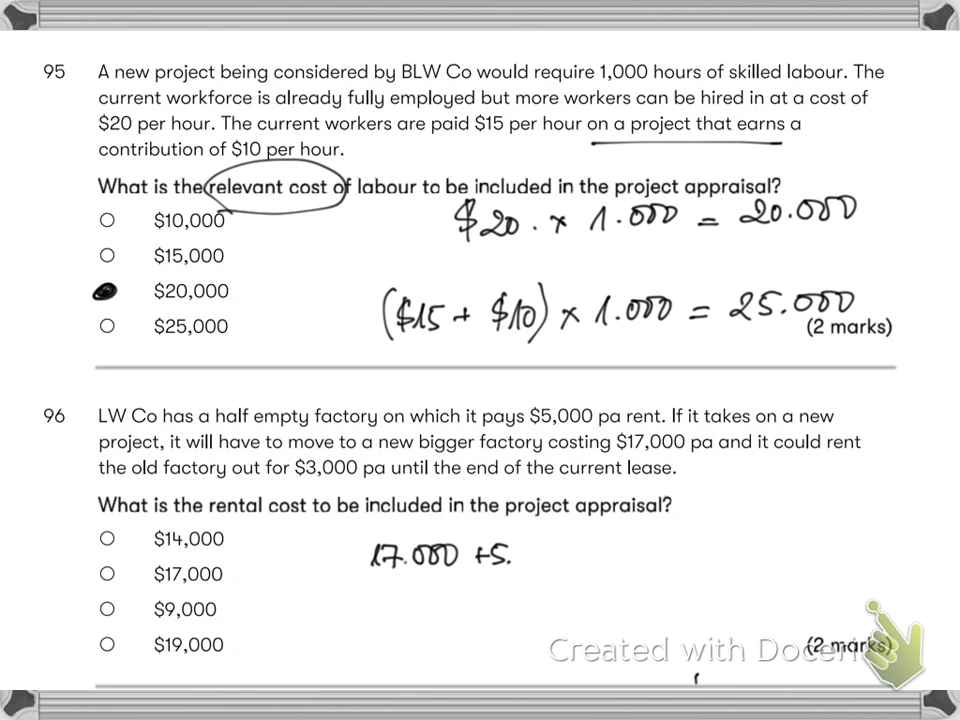 95 A new project being considered by BLW Co would require 1,000 hours of skilled labour. The
current workforce is already fully employed but more workers can be hired in at a cost of
$20 per hour. The current workers are paid $15 per hour on a project that earns a
contribution of $10 per hour.
What is the relevant cost of labour to be included in the project appraisal?
$10,000
$20. x 1.000 = 20.000
$15,000
$20,000
($15 + $10) x 1.000 = 25.000
$25,000
(2 marks)
96 LW Co has a half empty factory on which it pays $5,000 pa rent. If it takes on a new
project, it will have to move to a new bigger factory costing $17,000 pa and it could rent
the old factory out for $3,000 pa until the end of the current lease.
What is the rental cost to be included in the project appraisal?
$14,000
17.000 +5.
$17,000
$9,000
$19,000
(2 marks)
Created with Doceri